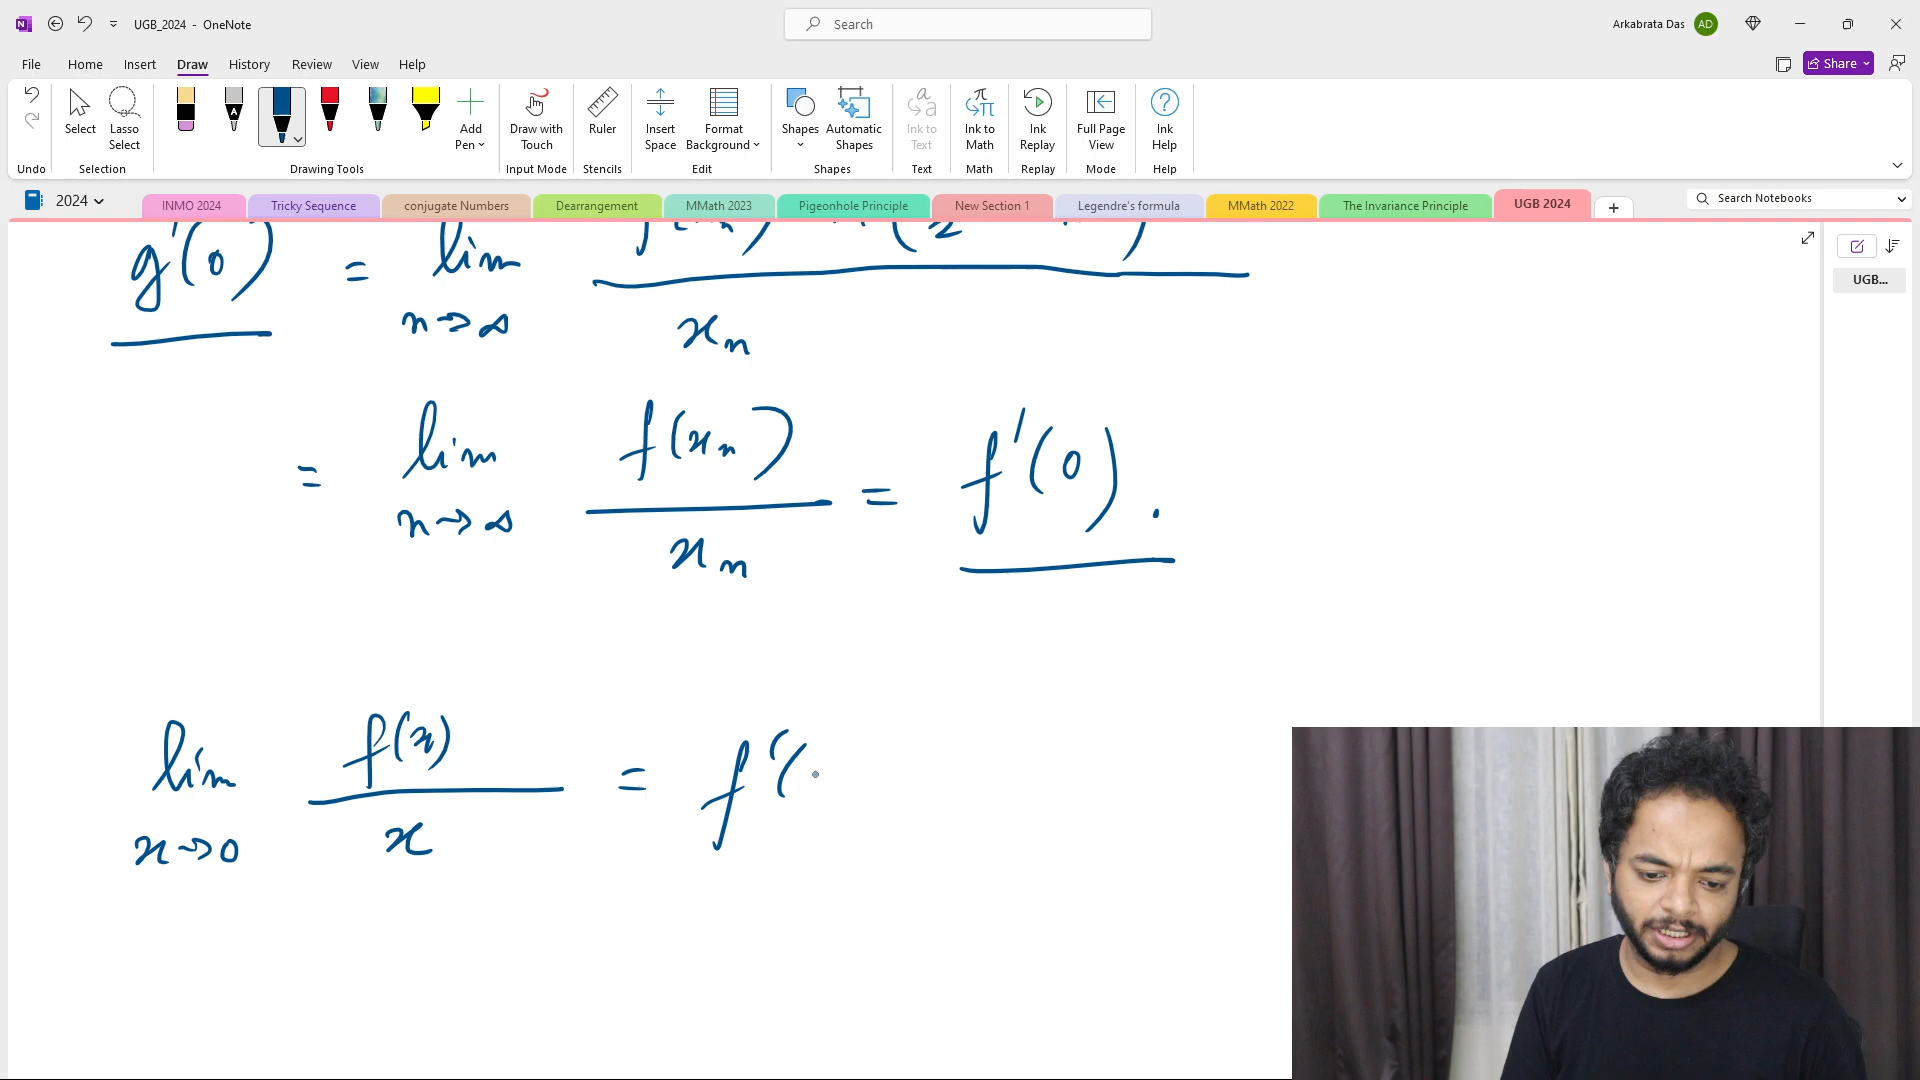 UGB_2024 - OneNote
Search
Arkabrata Das AD
File Home Insert Draw History Review View Help
Share
Select
Lasso Select
Add Pen
Draw with Touch
Ruler
Insert Space
Format Background
Shapes
Automatic Shapes
Ink to Text
Ink to Math
Ink Replay
Full Page View
Ink Help
Undo Selection Drawing Tools Input Mode Stencils Edit Shapes Text Math Replay Mode Help
2024 INMO 2024 Tricky Sequence conjugate Numbers Dearrangement MMath 2023 Pigeonhole Principle New Section 1 Legendre's formula MMath 2022 The Invariance Principle UGB 2024 + Search Notebooks
UGB...
g'(0) = lim
n→∞ x_n
= lim f(x_n) = f'(0).
n→∞ x_n
lim f(x) = f'(
x→0 x